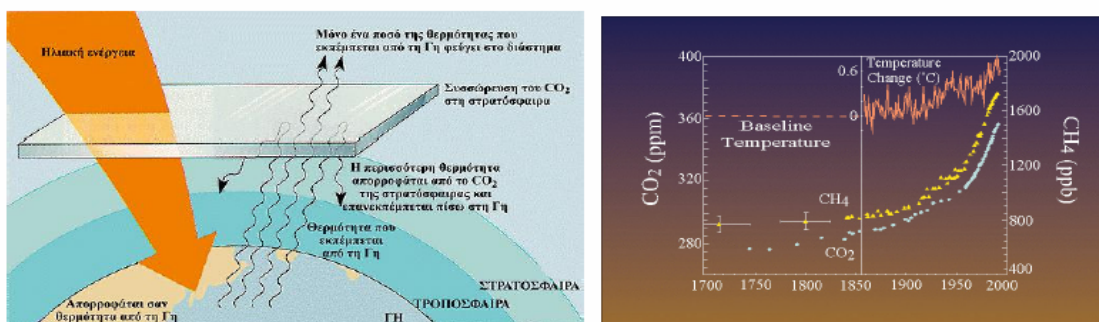 Ηλιακή ενέργεια
Μόνο ένα ποσό της θερμότητας που
εκπέμπεται από τη Γη φεύγει στο διάστημα
Συσσώρευση του CO2
στη στρατόσφαιρα
Η περισσότερη θερμότητα
απορροφάται από το CO2
της στρατόσφαιρας και
επανεκπέμπεται πίσω στη Γη
Θερμότητα που
εκπέμπεται
από τη Γη
Απορροφάται σαν
θερμότητα από τη Γη
ΣΤΡΑΤΟΣΦΑΙΡΑ
ΤΡΟΠΟΣΦΑΙΡΑ
ΓΗ
400
360
320
280
CO2 (ppm)
Temperature
Change (°C)
0.6
0
Baseline
Temperature
CH4
CO2
2000
1600
1200
800
400
CH4 (ppb)
1700 1750 1800 1850 1900 1950 2000